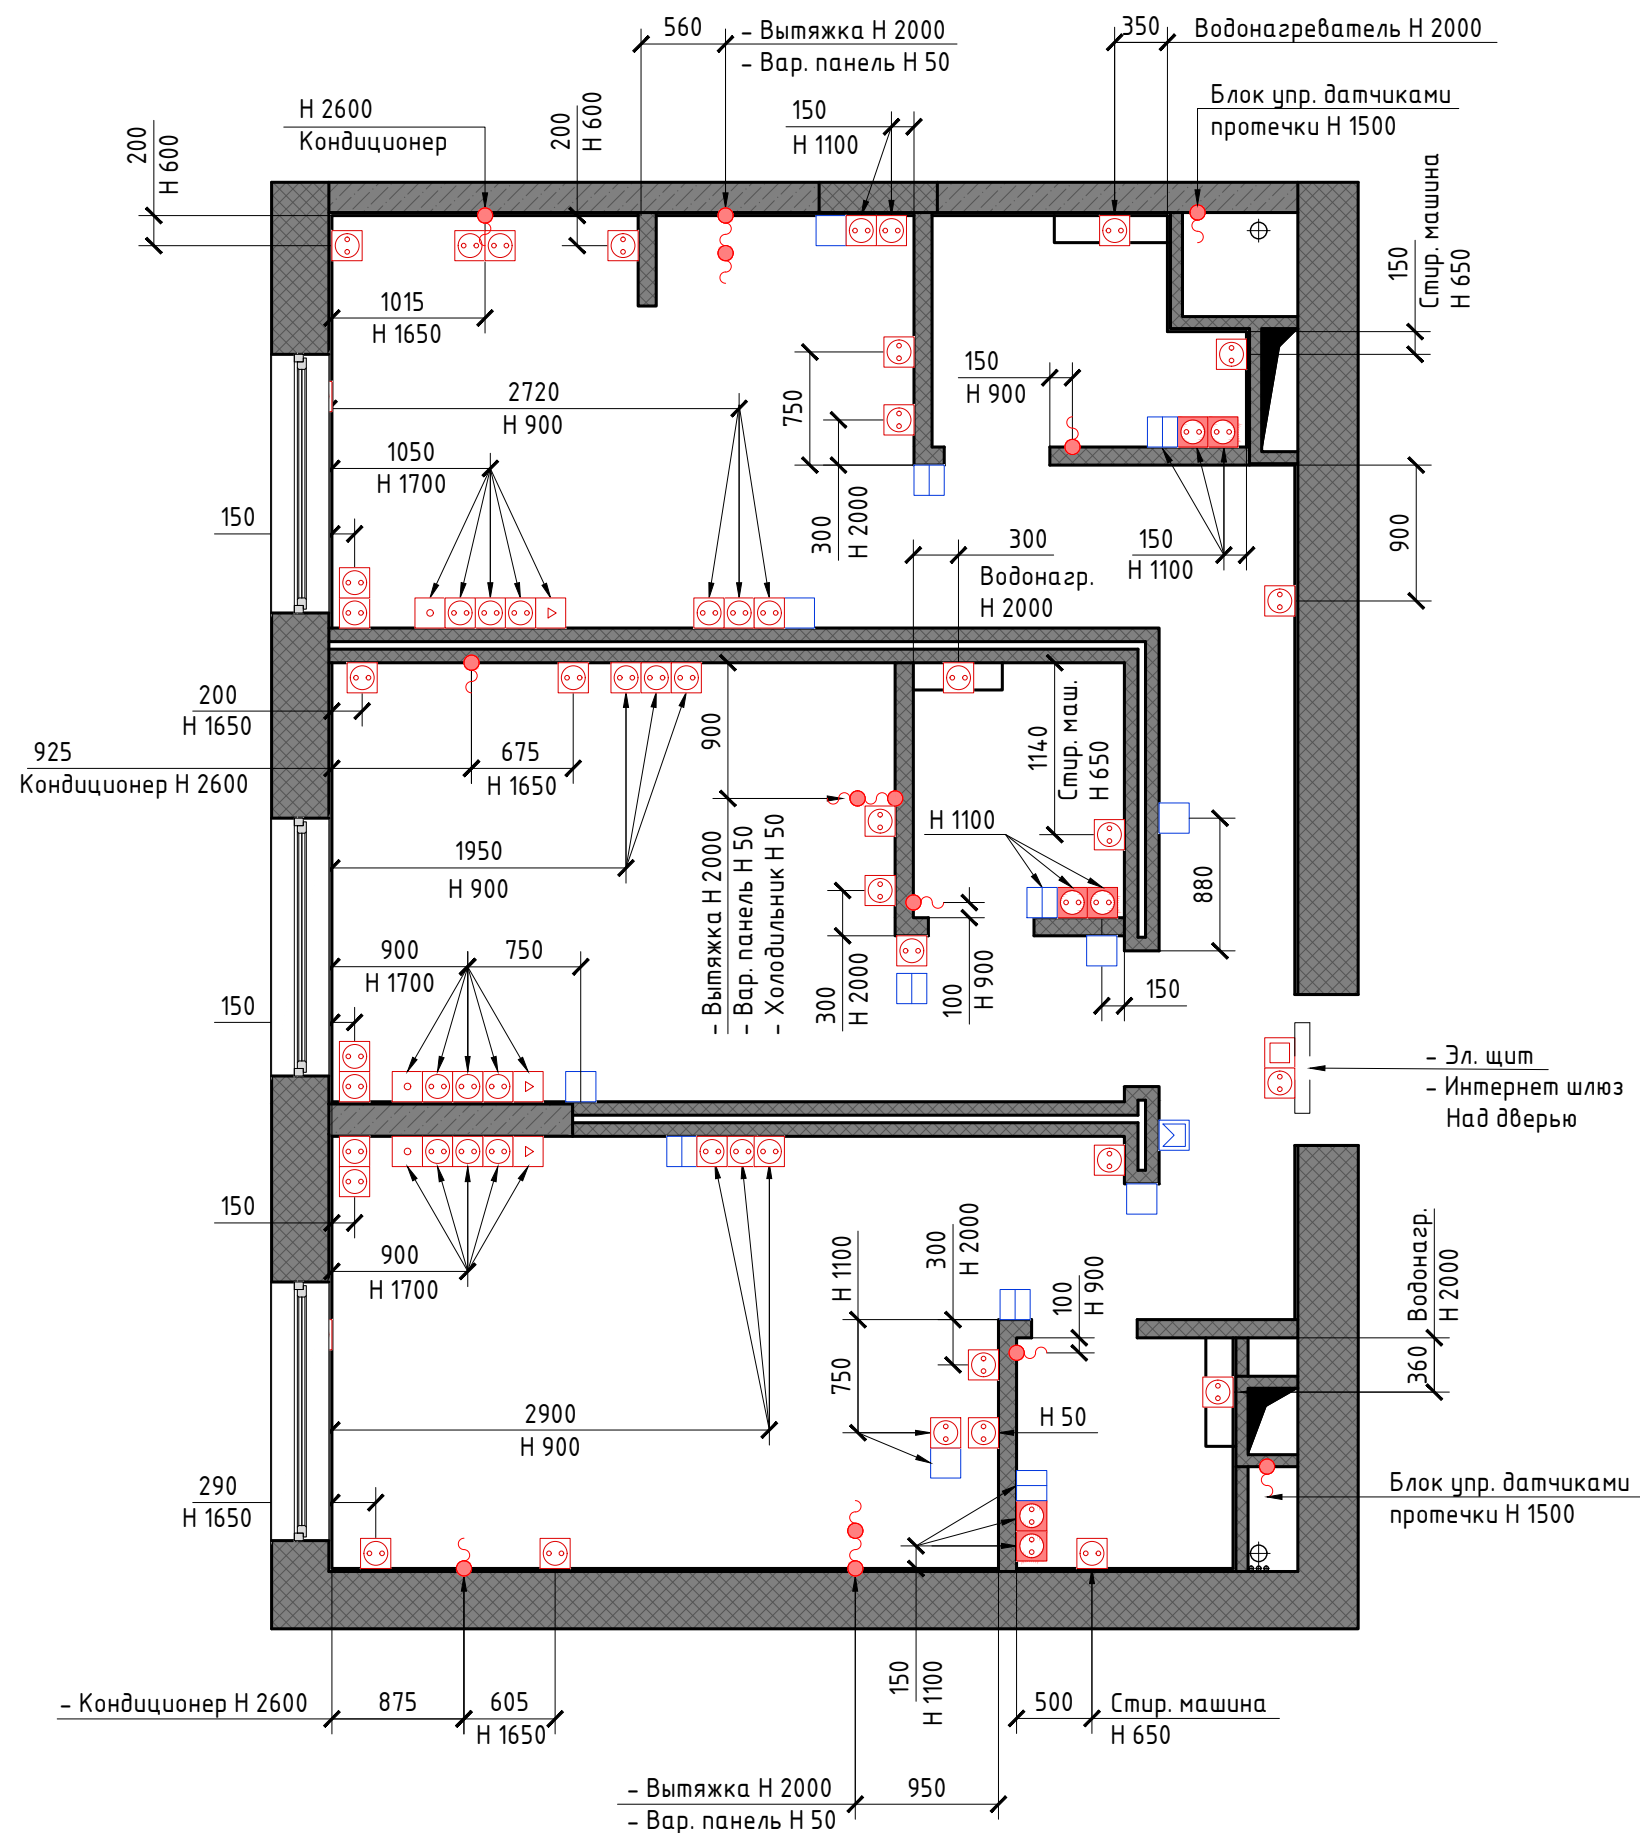 560
- Вытяжка Н 2000
- Вар. панель Н 50
350
Водонагреватель Н 2000
Блок упр. датчиками
протечки Н 1500
Н 2600
Кондиционер
200
Н 600
200
Н 600
150
Н 1100
150
Стир. машина
Н 650
1015
Н 1650
2720
Н 900
1050
Н 1700
150
750
300
Н 2000
150
Н 900
150
Н 1100
900
300
Водонагр.
Н 2000
200
Н 1650
925
Кондиционер Н 2600
675
Н 1650
900
- Вытяжка Н 2000
- Вар. панель Н 50
- Холодильник Н 50
1140
Стир. маш.
Н 650
Н 1100
1950
Н 900
880
900
Н 1700
750
150
300
Н 2000
100
Н 900
150
- Эл. щит
- Интернет шлюз
Над дверью
150
900
Н 1700
Н 1100
750
300
Н 2000
100
Н 900
Водонагр.
Н 2000
360
2900
Н 900
Н 50
290
Н 1650
Блок упр. датчиками
протечки Н 1500
- Кондиционер Н 2600
875
605
Н 1650
150
Н 1100
500
Стир. машина
Н 650
- Вытяжка Н 2000
- Вар. панель Н 50
950